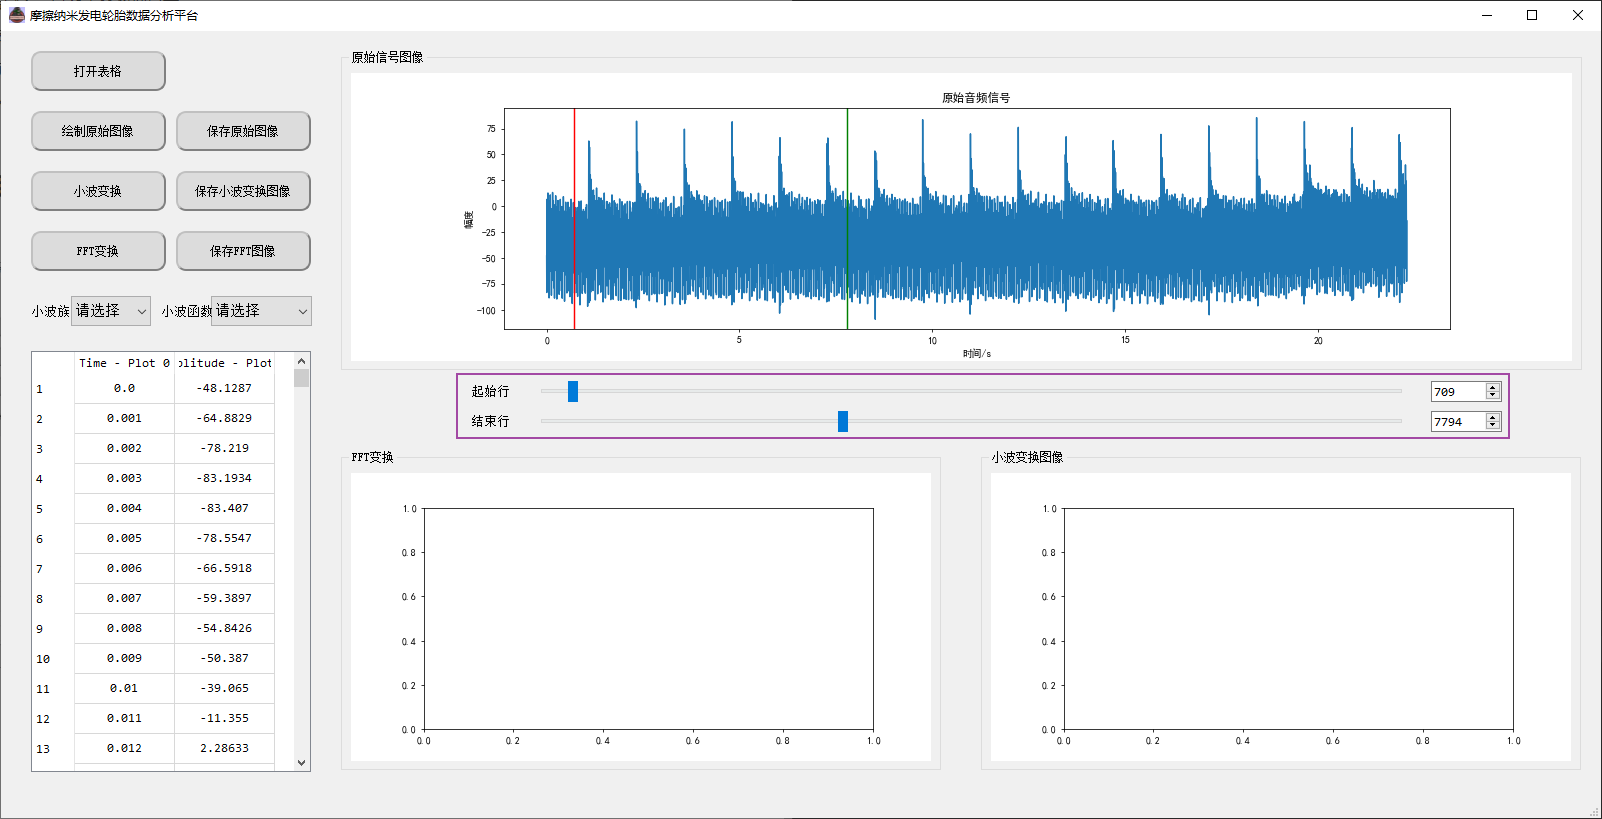 摩擦纳米发电轮胎数据分析平台
打开表格
绘制原始图像 保存原始图像
小波变换 保存小波变换图像
FFT变换 保存FFT图像
小波族 请选择 小波函数 请选择
Time - Plot 0 plitude - Plot
1 0.0 -48.1287
2 0.001 -64.8829
3 0.002 -78.219
4 0.003 -83.1934
5 0.004 -83.407
6 0.005 -78.5547
7 0.006 -66.5918
8 0.007 -59.3897
9 0.008 -54.8426
10 0.009 -50.387
11 0.01 -39.065
12 0.011 -11.355
13 0.012 2.28633
原始信号图像
原始音频信号
75
50
25
0
-25
-50
-75
-100
幅度
0 5 10 15 20
时间/s
起始行 709
结束行 7794
FFT变换
1.0
0.8
0.6
0.4
0.2
0.0
0.0 0.2 0.4 0.6 0.8 1.0
小波变换图像
1.0
0.8
0.6
0.4
0.2
0.0
0.0 0.2 0.4 0.6 0.8 1.0